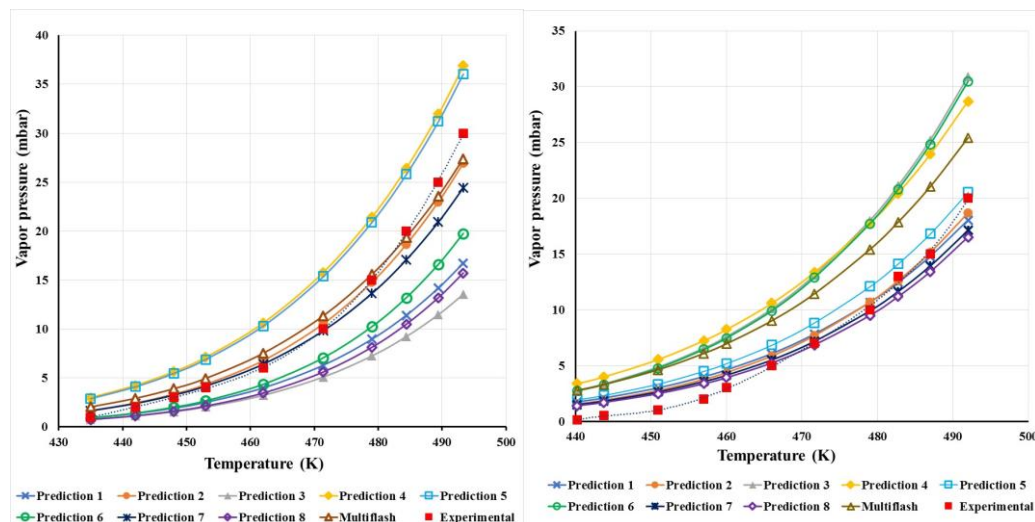 40
35
30
25
20
15
10
5
0
Vapor pressure (mbar)
430 440 450 460 470 480 490 500
Temperature (K)
Prediction 1 Prediction 2 Prediction 3 Prediction 4 Prediction 5
Prediction 6 Prediction 7 Prediction 8 Multiflash Experimental
35
30
25
20
15
10
5
0
Vapor pressure (mbar)
440 450 460 470 480 490 500
Temperature (K)
Prediction 1 Prediction 2 Prediction 3 Prediction 4 Prediction 5
Prediction 6 Prediction 7 Prediction 8 Multiflash Experimental